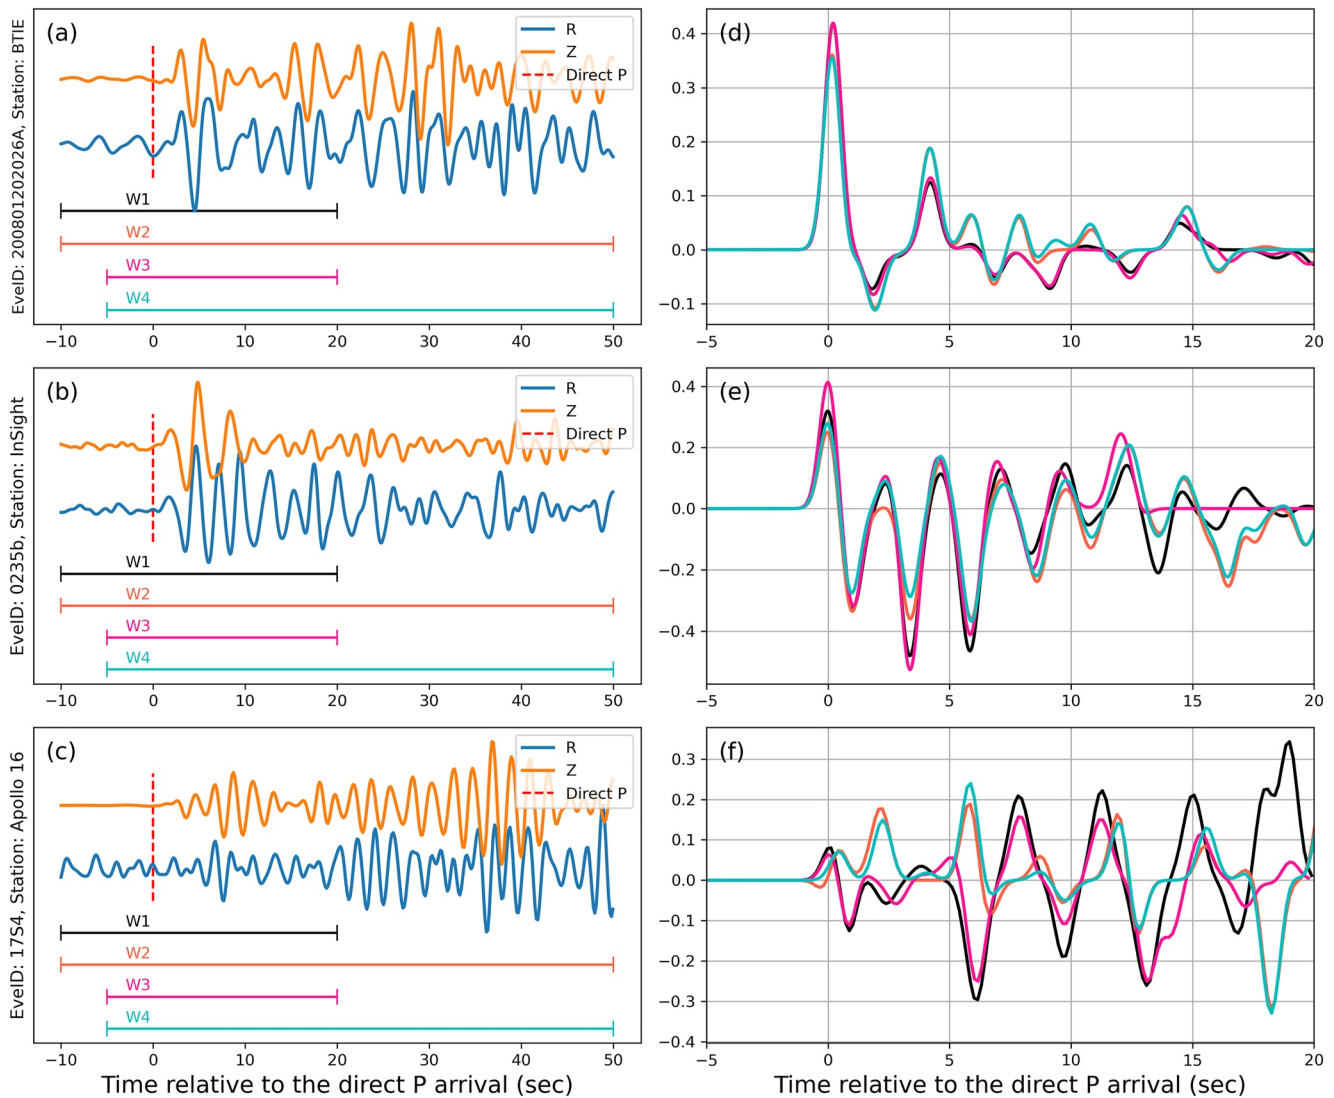 EveID: 200801202026A, Station: BTIE
(a)
R
Z
Direct P
W1
W2
W3
W4
−10 0 10 20 30 40 50
(d)
0.4
0.3
0.2
0.1
0.0
−0.1
−5 0 5 10 15 20
EveID: 0235b, Station: InSight
(b)
R
Z
Direct P
W1
W2
W3
W4
−10 0 10 20 30 40 50
(e)
0.4
0.2
0.0
−0.2
−0.4
−5 0 5 10 15 20
EveID: 17S4, Station: Apollo 16
(c)
R
Z
Direct P
W1
W2
W3
W4
−10 0 10 20 30 40 50
Time relative to the direct P arrival (sec)
(f)
0.3
0.2
0.1
0.0
−0.1
−0.2
−0.3
−0.4
−5 0 5 10 15 20
Time relative to the direct P arrival (sec)